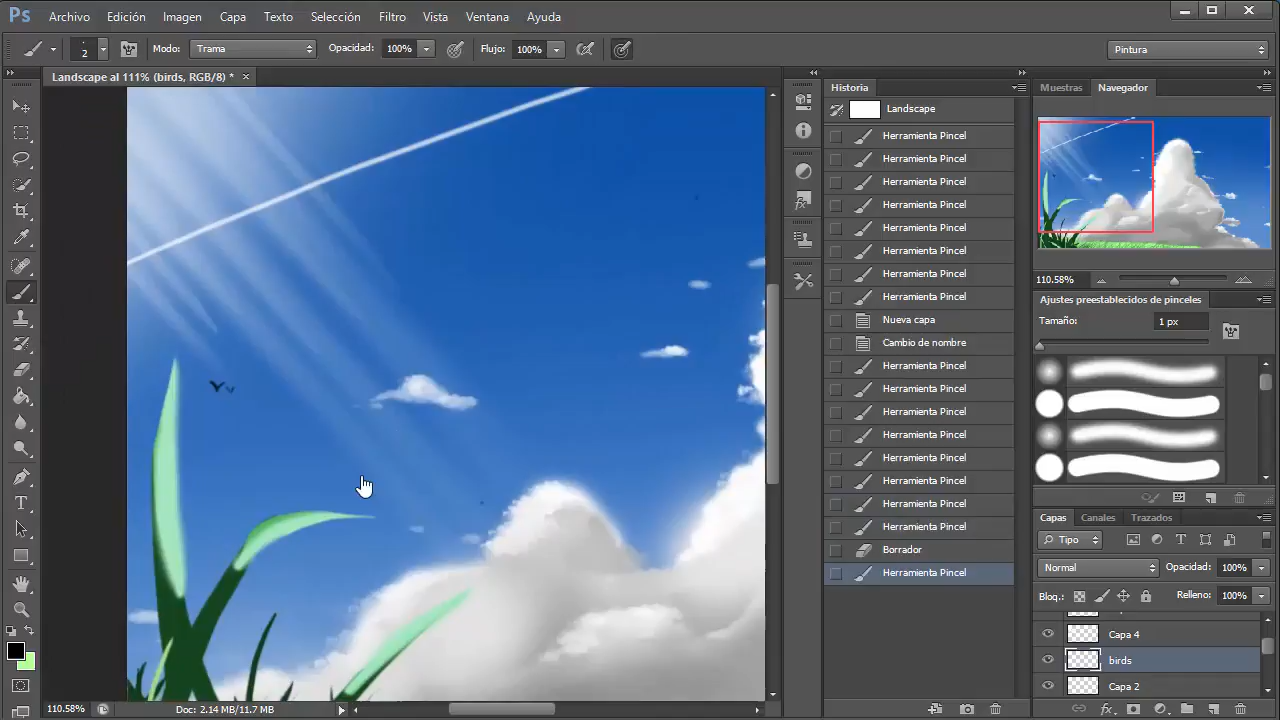 Ps Archivo Edición Imagen Capa Texto Selección Filtro Vista Ventana Ayuda
2 Modo: Trama Opacidad: 100% Flujo: 100% Pintura
Landscape al 111% (birds, RGB/8) * ×
Historia
Landscape
Herramienta Pincel
Herramienta Pincel
Herramienta Pincel
Herramienta Pincel
Herramienta Pincel
Herramienta Pincel
Herramienta Pincel
Herramienta Pincel
Nueva capa
Cambio de nombre
Herramienta Pincel
Herramienta Pincel
Herramienta Pincel
Herramienta Pincel
Herramienta Pincel
Herramienta Pincel
Herramienta Pincel
Herramienta Pincel
Borrador
Herramienta Pincel
Muestras Navegador
110.58%
Ajustes preestablecidos de pinceles
Tamaño: 1 px
Capas Canales Trazados
Tipo
Normal Opacidad: 100%
Bloq.: Relleno: 100%
Capa 4
birds
Capa 2
110.58% Doc: 2.14 MB/11.7 MB